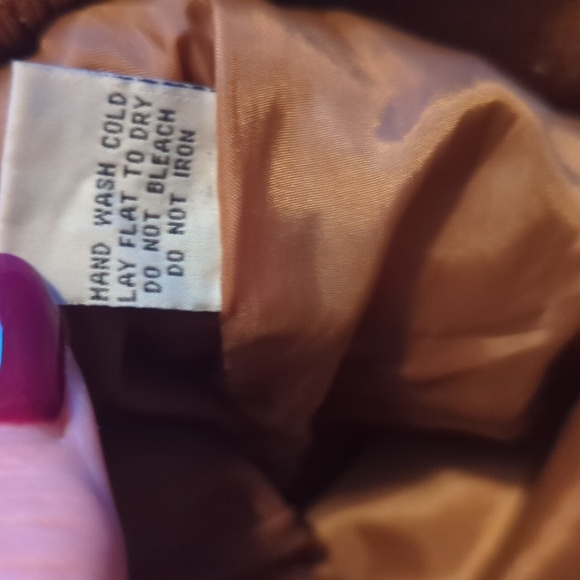 HAND WASH COLD
LAY FLAT TO DRY
DO NOT BLEACH
DO NOT IRON